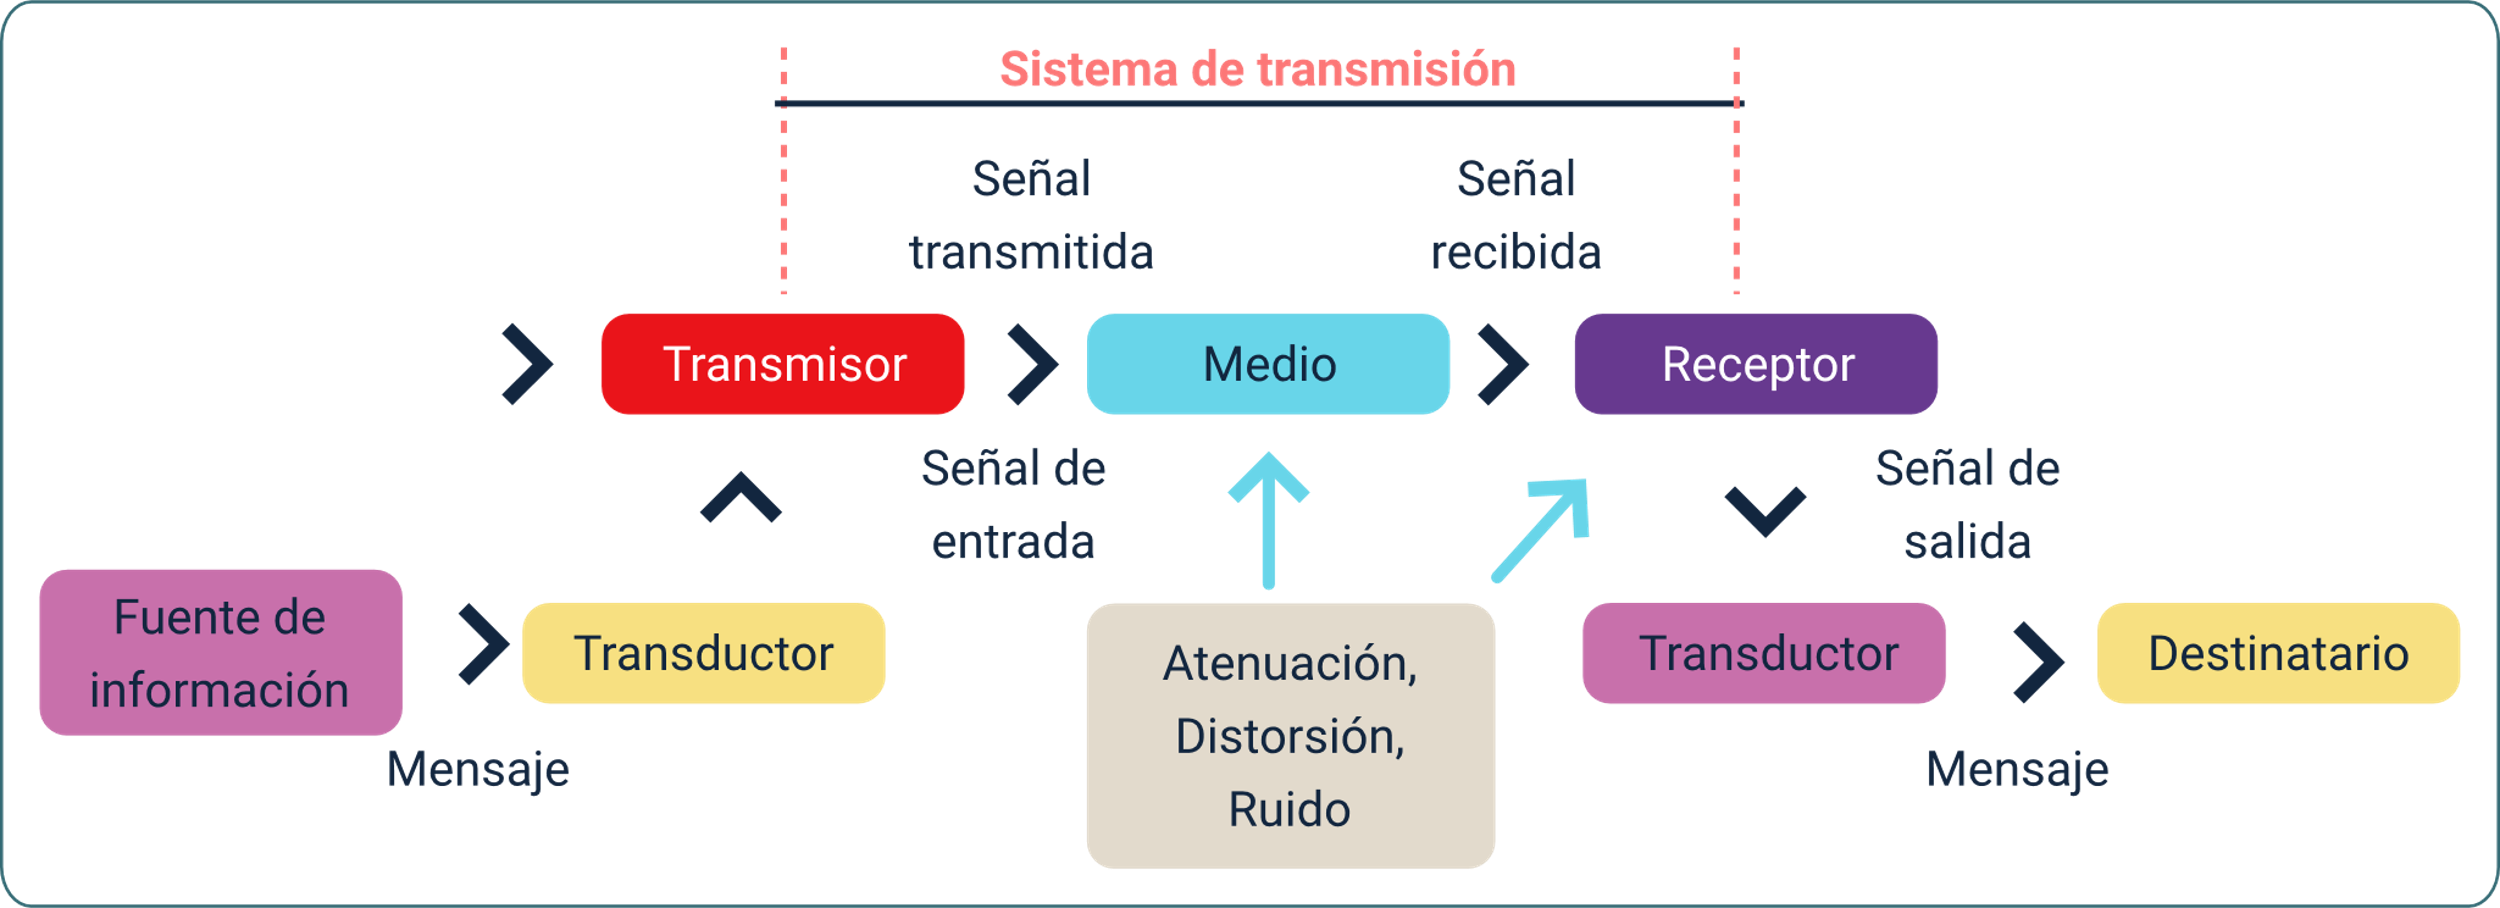 Sistema de transmisión
Señal
transmitida
Señal
recibida
Transmisor
Medio
Receptor
Señal de
entrada
Señal de
salida
Fuente de
información
Transductor
Atenuación,
Distorsión,
Ruido
Transductor
Destinatario
Mensaje
Mensaje